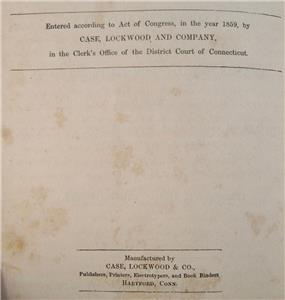 Entered according to Act of Congress, in the year 1859, by
CASE, LOCKWOOD AND COMPANY,
in the Clerk's Office of the District Court of Connecticut.
Manufactured by
CASE, LOCKWOOD & CO.,
Publishers, Printers, Electrotypers, and Book Binders
HARTFORD, CONN.